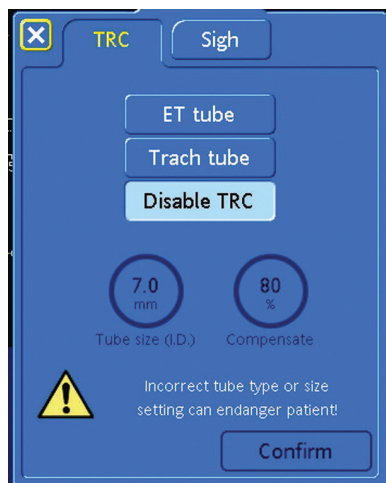 TRC
Sigh
ET tube
Trach tube
Disable TRC
7.0
mm
80
%
Tube size (I.D.)
Compensate
Incorrect tube type or size
setting can endanger patient!
Confirm